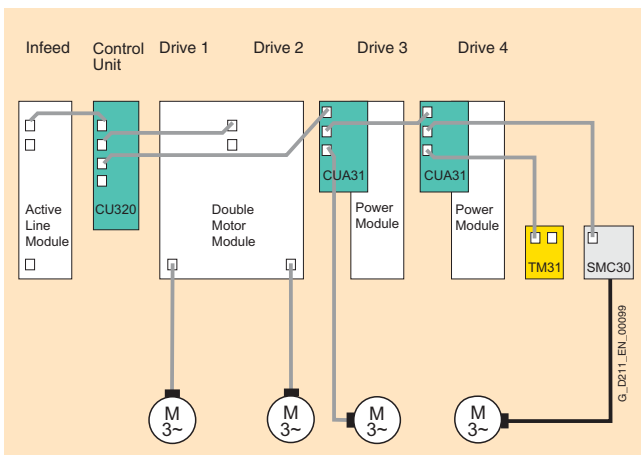 Infeed
Control
Unit
Drive 1
Drive 2
Drive 3
Drive 4
Active
Line
Module
CU320
Double
Motor
Module
CUA31
Power
Module
CUA31
Power
Module
TM31
SMC30
G_D211_EN_00099
M
3~
M
3~
M
3~
M
3~